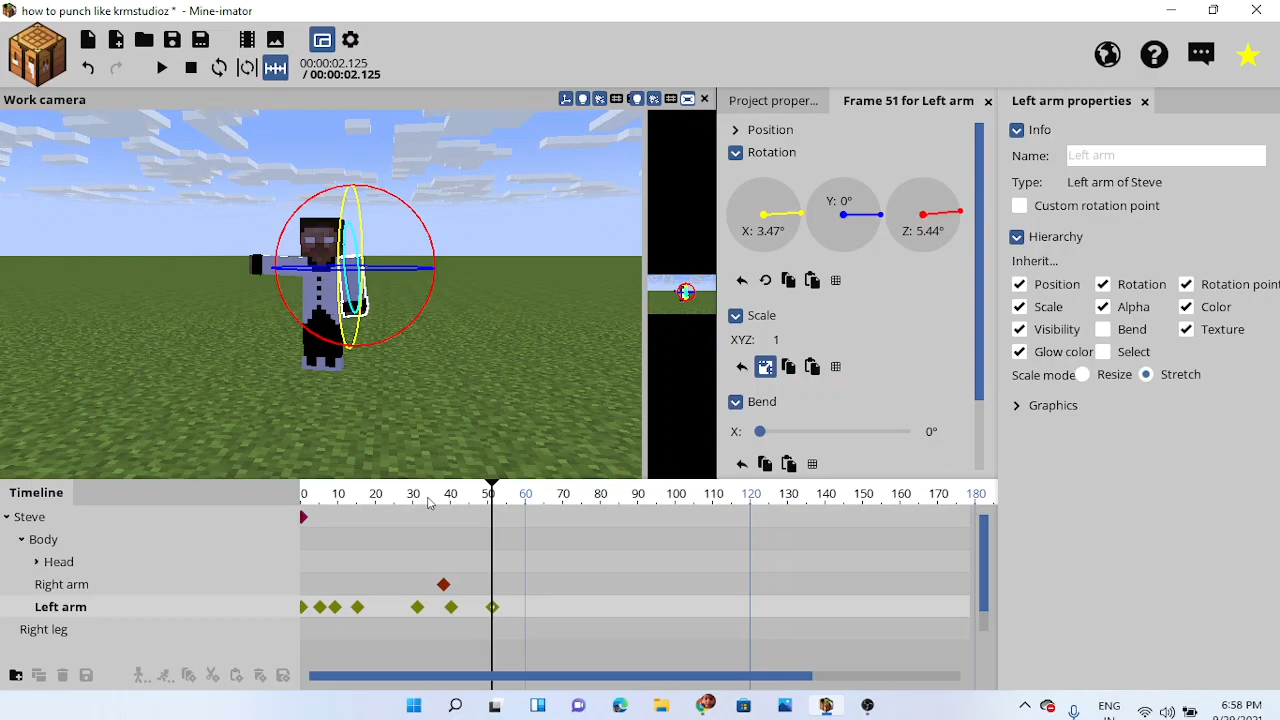 how to punch like krmstudioz * - Mine-imator
00:00:02.125
/ 00:00:02.125
Work camera
Project proper...
Frame 51 for Left arm
Left arm properties
Position
Rotation
X: 3.47°
Y: 0°
Z: 5.44°
Scale
XYZ: 1
Bend
X:
0°
Info
Name: Left arm
Type: Left arm of Steve
Custom rotation point
Hierarchy
Inherit...
Position Rotation Rotation point
Scale Alpha Color
Visibility Bend Texture
Glow color Select
Scale mode Resize Stretch
Graphics
Timeline
0 10 20 30 40 50 60 70 80 90 100 110 120 130 140 150 160 170 180
Steve
Body
Head
Right arm
Left arm
Right leg
ENG
IN
6:58 PM